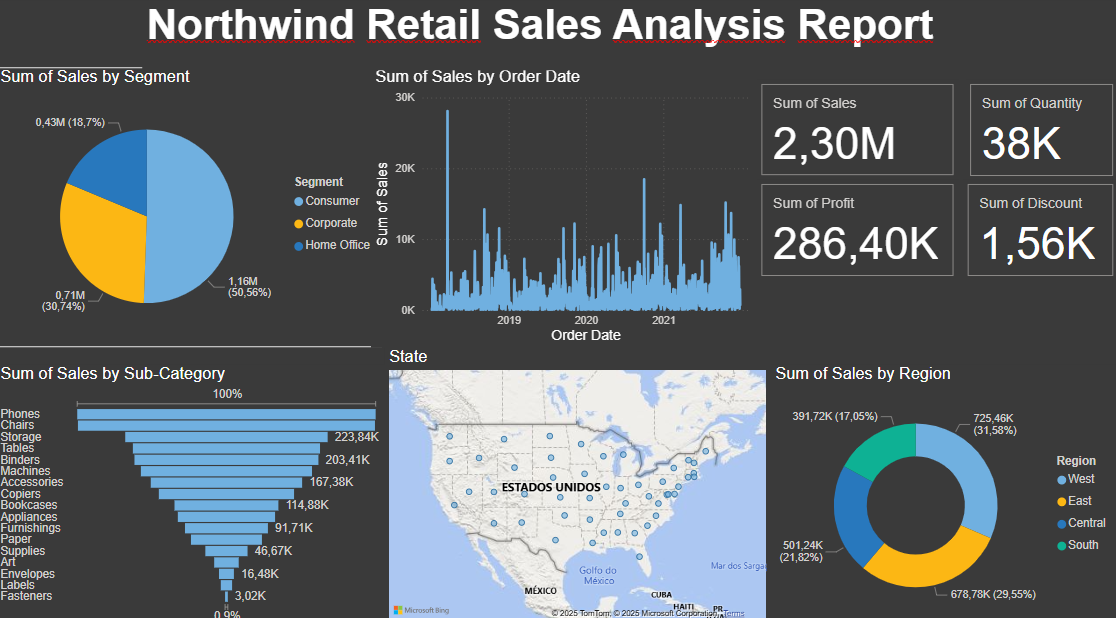 Northwind Retail Sales Analysis Report
Sum of Sales by Segment
0,43M (18,7%)
0,71M
(30,74%)
1,16M
(50,56%)
Segment
Consumer
Corporate
Home Office
Sum of Sales by Order Date
Sum of Sales
30K
20K
10K
0K
2019
2020
2021
Order Date
Sum of Sales
2,30M
Sum of Quantity
38K
Sum of Profit
286,40K
Sum of Discount
1,56K
Sum of Sales by Sub-Category
100%
Phones
Chairs
Storage
223,84K
Tables
Binders
203,41K
Machines
Accessories
167,38K
Copiers
Bookcases
114,88K
Appliances
Furnishings
91,71K
Paper
Supplies
46,67K
Art
Envelopes
16,48K
Labels
Fasteners
3,02K
0,9%
State
ESTADOS UNIDOS
Golfo do
México
Mar dos Sarga
MÉXICO
CUBA
HAITI
PR
Microsoft Bing
© 2025 TomTom, © 2025 Microsoft Corporation, Terms
Sum of Sales by Region
391,72K (17,05%)
725,46K
(31,58%)
501,24K
(21,82%)
678,78K (29,55%)
Region
West
East
Central
South